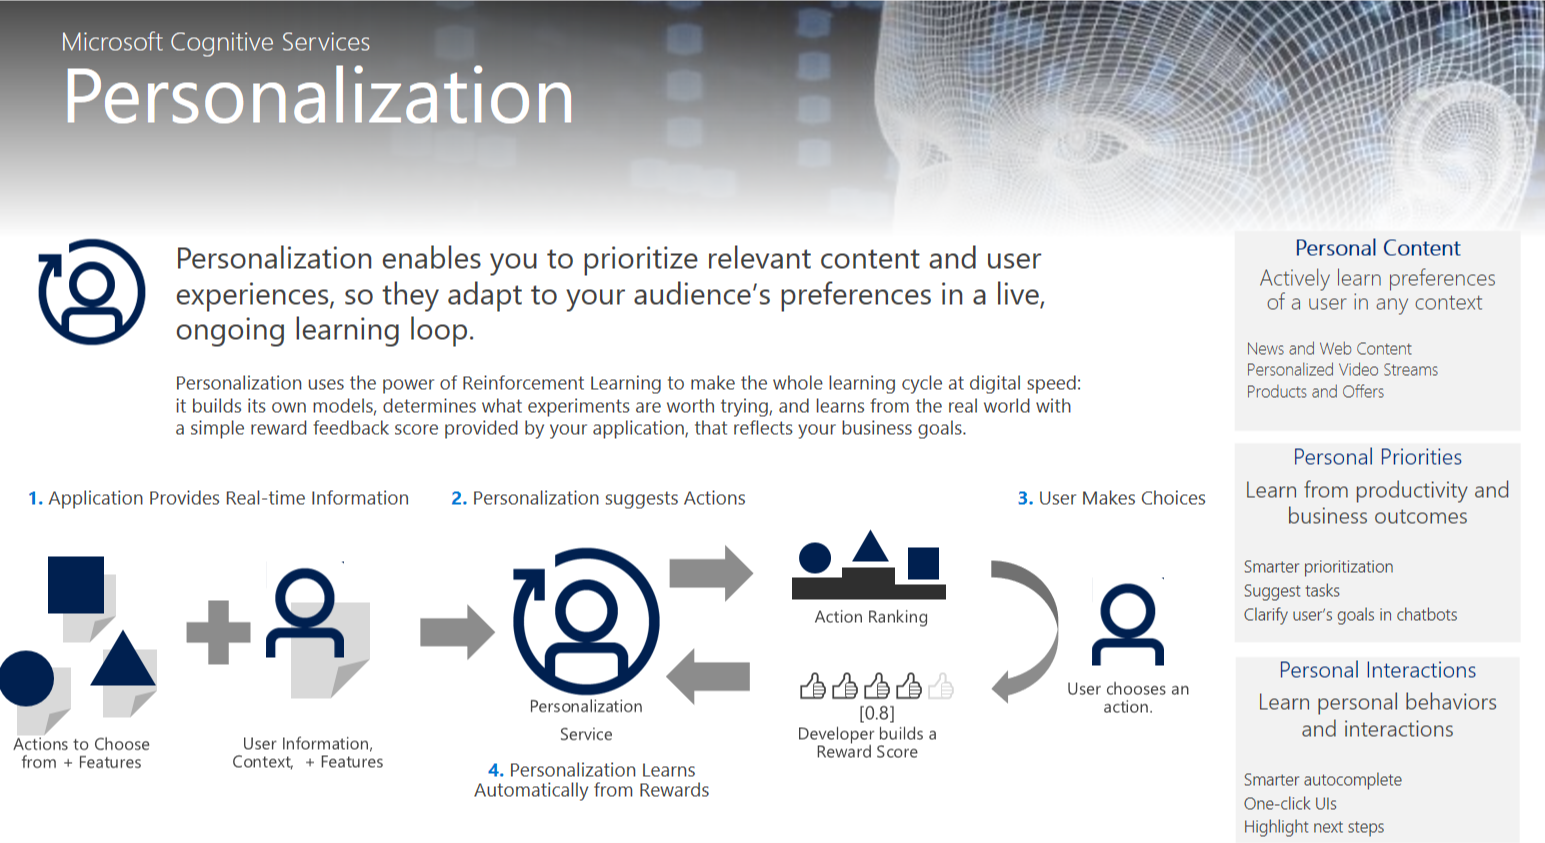 Microsoft Cognitive Services
Personalization
Personalization enables you to prioritize relevant content and user
experiences, so they adapt to your audience's preferences in a live,
ongoing learning loop.
Personalization uses the power of Reinforcement Learning to make the whole learning cycle at digital speed:
it builds its own models, determines what experiments are worth trying, and learns from the real world with
a simple reward feedback score provided by your application, that reflects your business goals.
1. Application Provides Real-time Information
Actions to Choose
from + Features
User Information,
Context, + Features
2. Personalization suggests Actions
Personalization
Service
Action Ranking
3. User Makes Choices
User chooses an
action.
[0.8]
Developer builds a
Reward Score
4. Personalization Learns
Automatically from Rewards
Personal Content
Actively learn preferences
of a user in any context
News and Web Content
Personalized Video Streams
Products and Offers
Personal Priorities
Learn from productivity and
business outcomes
Smarter prioritization
Suggest tasks
Clarify user's goals in chatbots
Personal Interactions
Learn personal behaviors
and interactions
Smarter autocomplete
One-click UIs
Highlight next steps